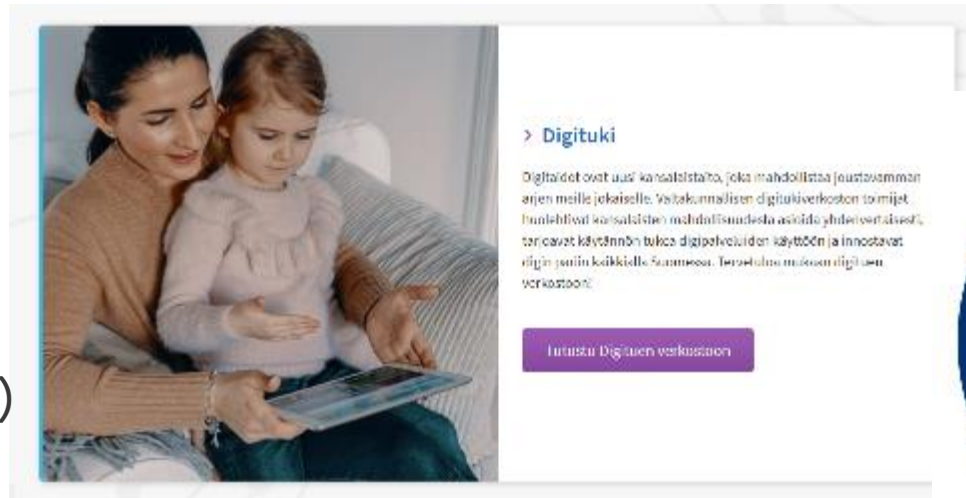 > Digituki
Digitaidot ovat uusi kansalaistaito, joka mahdollistaa joustavamman
arjen meille jokaiselle. Valtakunnallisen digitukiverkoston toimijat
huolehtivat kansalaisten mahdollisuudesta asioida yhdenvertaisesti,
tarjoavat käytännön tukea digipalveluiden käyttöön ja innostavat
digin pariin kaikkialla Suomessa. Tervetuloa mukaan digituen
verkostoon!
Tutustu Digituen verkostoon
)